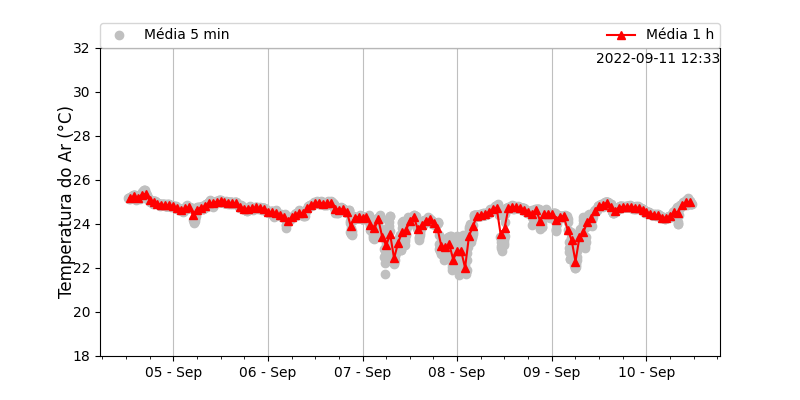 Média 5 min
Média 1 h
2022-09-11 12:33
Temperatura do Ar (°C)
32
30
28
26
24
22
20
18
05 - Sep
06 - Sep
07 - Sep
08 - Sep
09 - Sep
10 - Sep